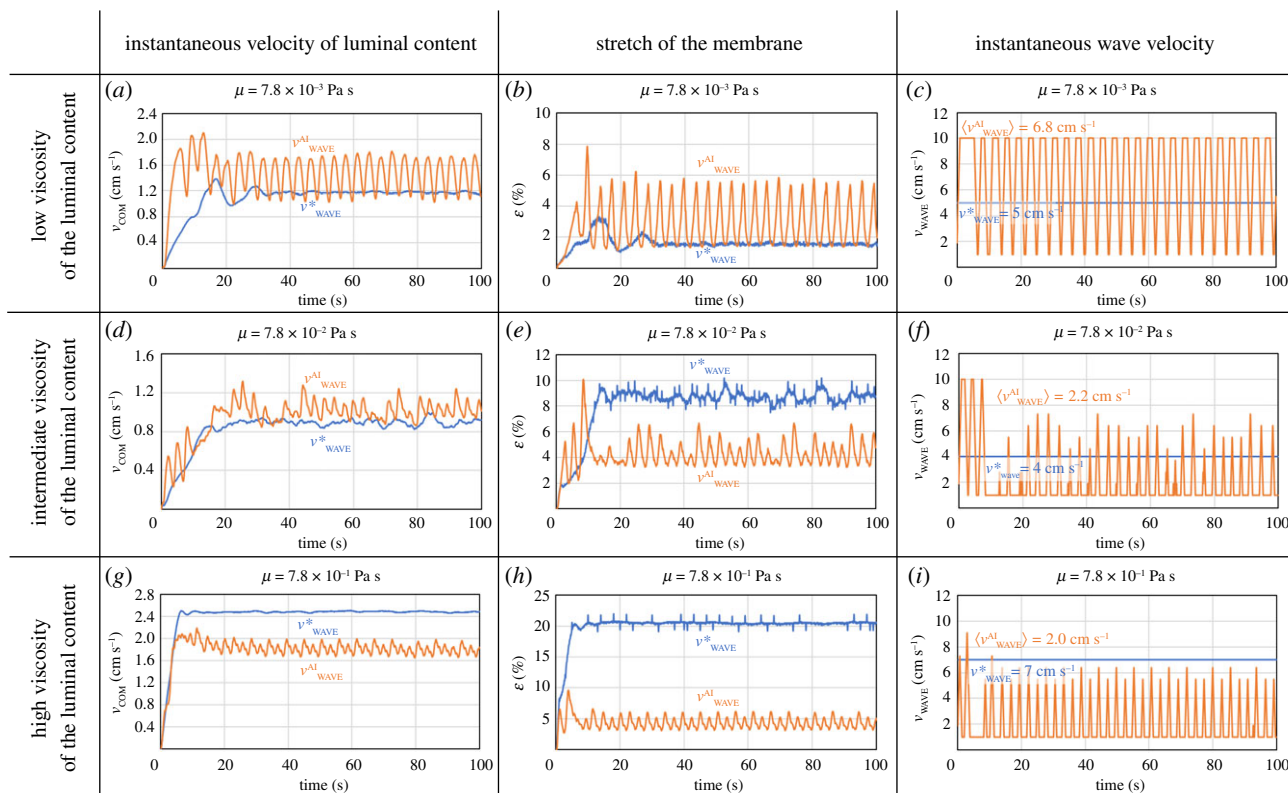 instantaneous velocity of luminal content
stretch of the membrane
instantaneous wave velocity
low viscosity
of the luminal content
(a)
μ = 7.8 × 10⁻³ Pa s
2.4
2.0
1.6
1.2
0.8
0.4
v_COM (cm s⁻¹)
v^AI_WAVE
v*_WAVE
0 20 40 60 80 100
time (s)
(b)
μ = 7.8 × 10⁻³ Pa s
10
8
6
4
2
ε (%)
v^AI_WAVE
v*_WAVE
0 20 40 60 80 100
time (s)
(c)
μ = 7.8 × 10⁻³ Pa s
12
10
8
6
4
2
v_WAVE (cm s⁻¹)
⟨v^AI_WAVE⟩ = 6.8 cm s⁻¹
v*_WAVE = 5 cm s⁻¹
0 20 40 60 80 100
time (s)
intermediate viscosity
of the luminal content
(d)
μ = 7.8 × 10⁻² Pa s
1.6
1.2
0.8
0.4
v_COM (cm s⁻¹)
v^AI_WAVE
v*_WAVE
0 20 40 60 80 100
time (s)
(e)
μ = 7.8 × 10⁻² Pa s
12
10
8
6
4
2
ε (%)
v*_WAVE
v^AI_WAVE
0 20 40 60 80 100
time (s)
(f)
μ = 7.8 × 10⁻² Pa s
12
10
8
6
4
2
v_WAVE (cm s⁻¹)
⟨v^AI_WAVE⟩ = 2.2 cm s⁻¹
v*_wave = 4 cm s⁻¹
0 20 40 60 80 100
time (s)
high viscosity
of the luminal content
(g)
μ = 7.8 × 10⁻¹ Pa s
2.8
2.4
2.0
1.6
1.2
0.8
0.4
v_COM (cm s⁻¹)
v*_WAVE
v^AI_WAVE
0 20 40 60 80 100
time (s)
(h)
μ = 7.8 × 10⁻¹ Pa s
25
20
15
10
5
ε (%)
v*_WAVE
v^AI_WAVE
0 20 40 60 80 100
time (s)
(i)
μ = 7.8 × 10⁻¹ Pa s
12
10
8
6
4
2
v_WAVE (cm s⁻¹)
⟨v^AI_WAVE⟩ = 2.0 cm s⁻¹
v*_WAVE = 7 cm s⁻¹
0 20 40 60 80 100
time (s)